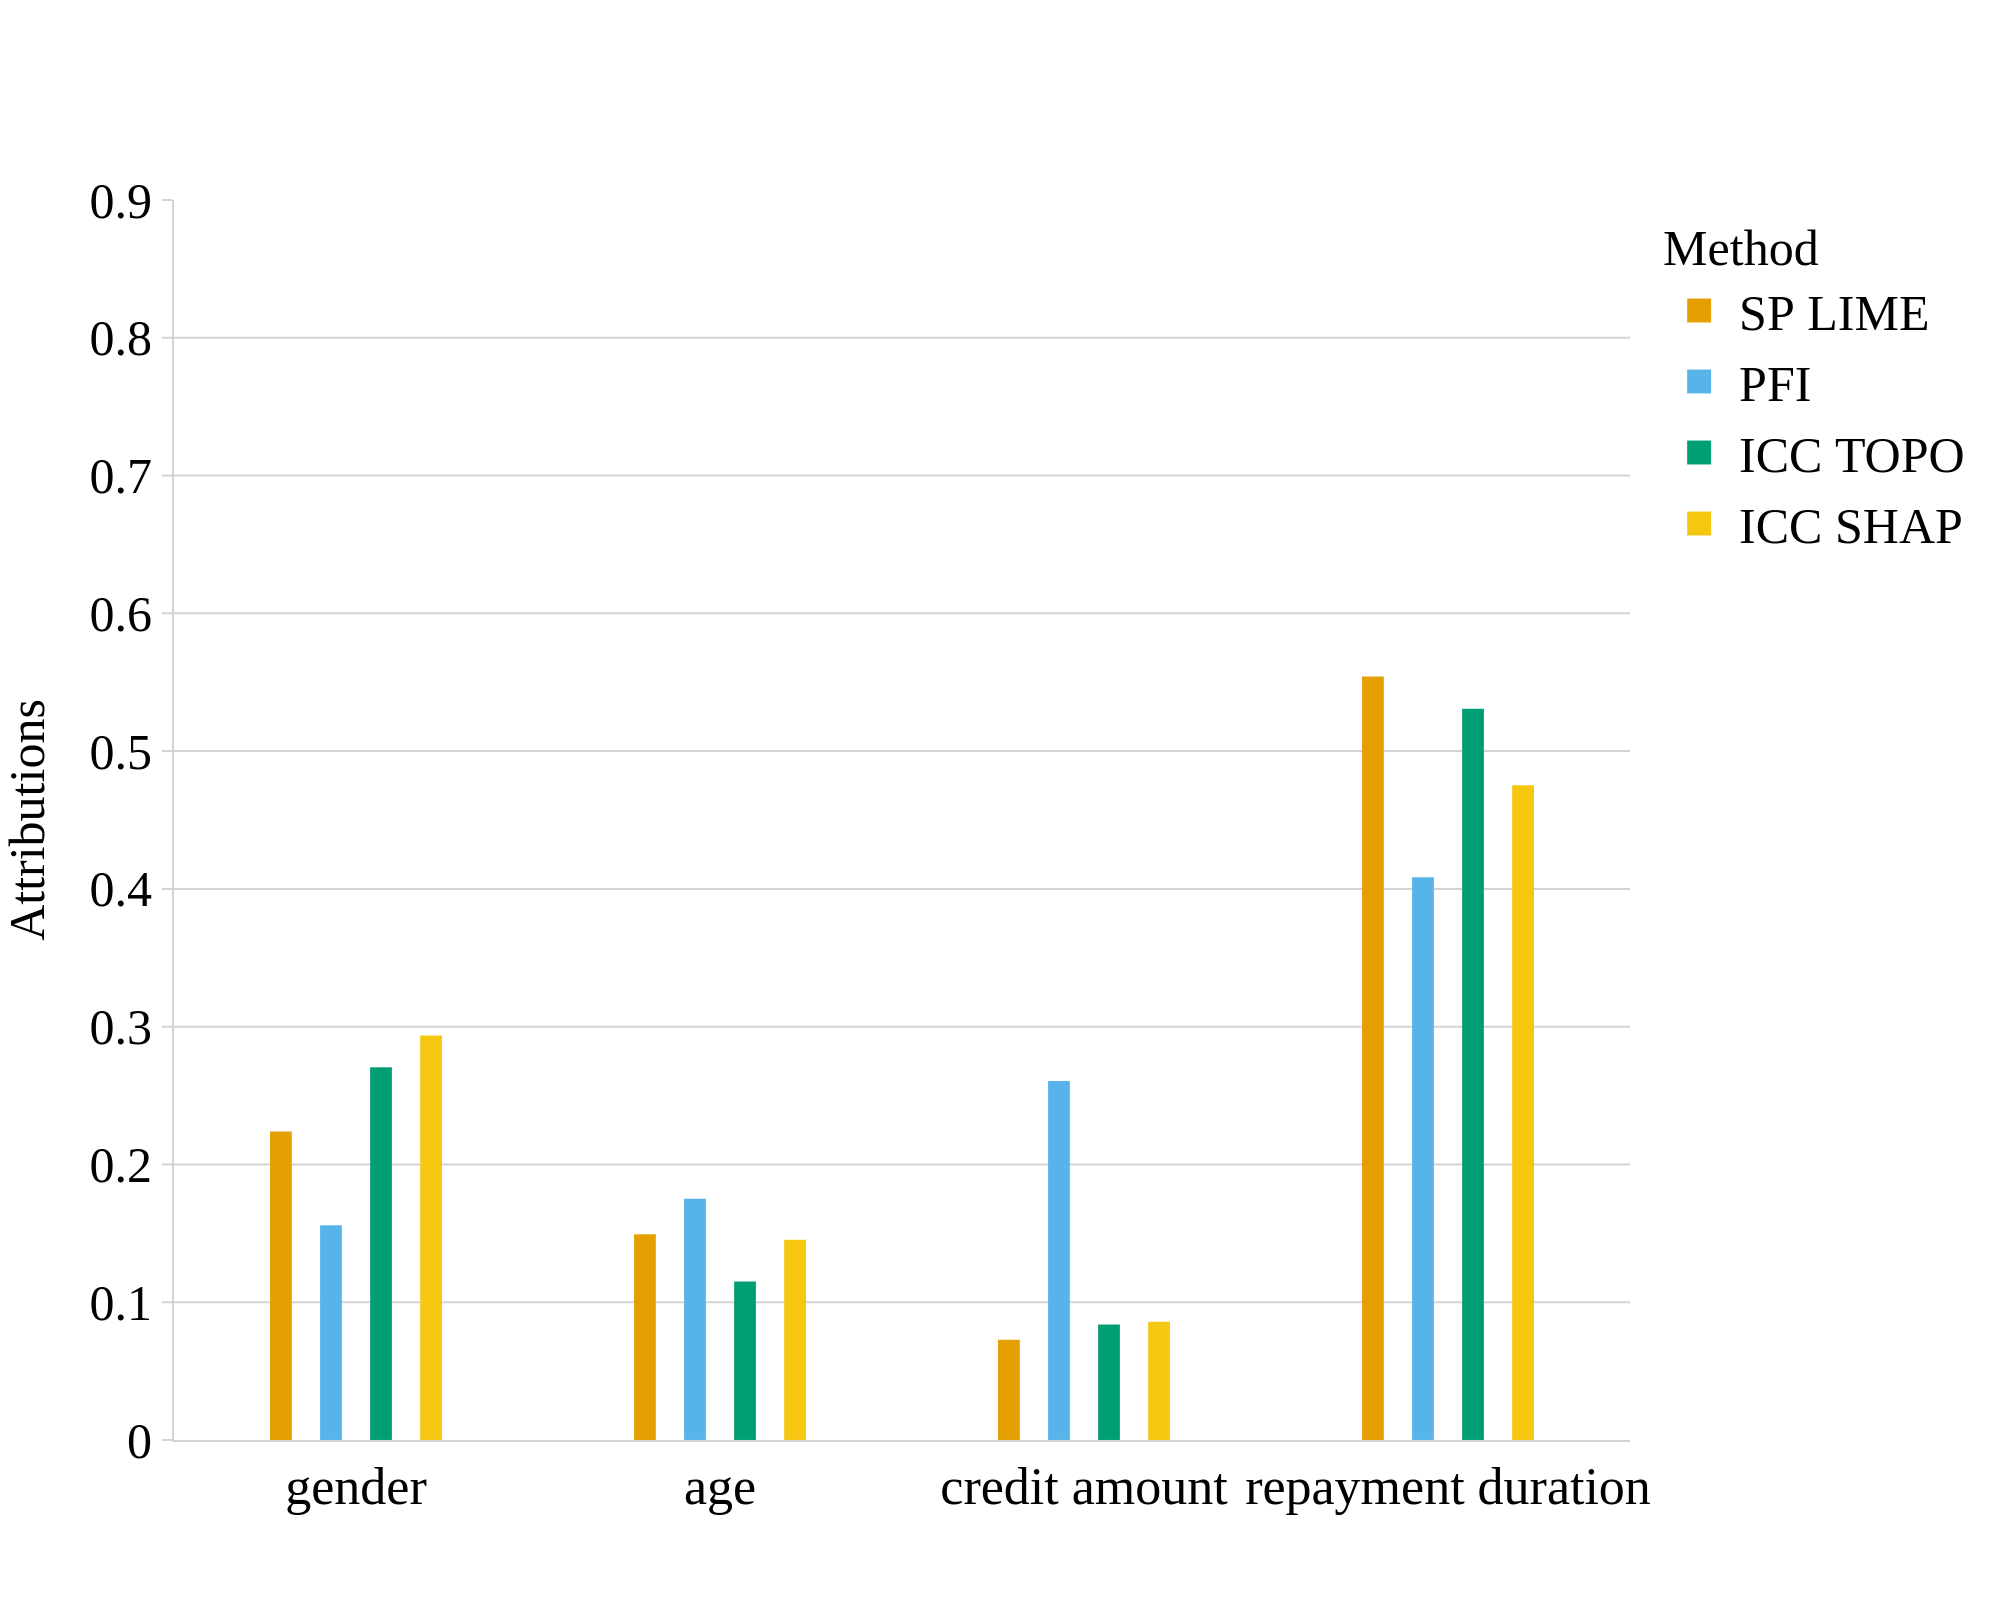 0.9
0.8
0.7
0.6
0.5
0.4
0.3
0.2
0.1
0
Attributions
gender
age
credit amount
repayment duration
Method
SP LIME
PFI
ICC TOPO
ICC SHAP